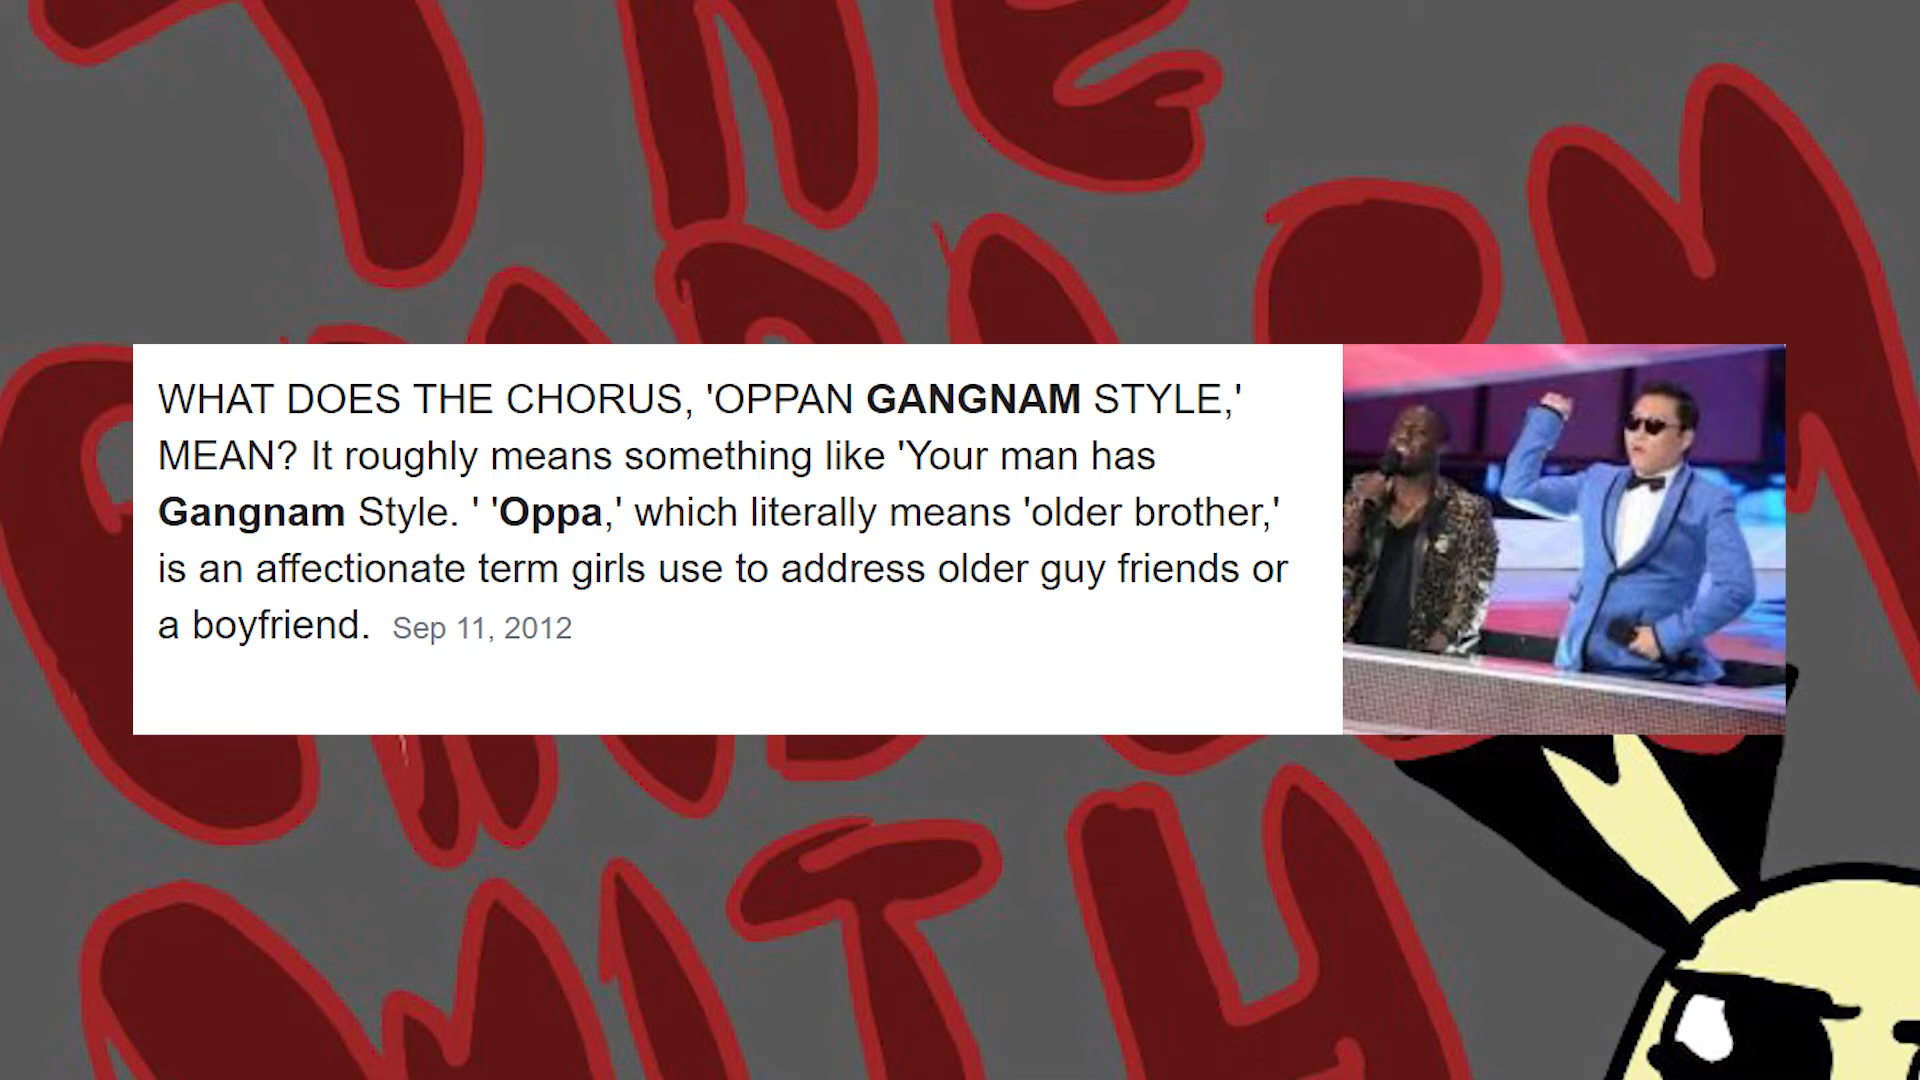 THE
WHAT DOES THE CHORUS, 'OPPAN GANGNAM STYLE,'
MEAN? It roughly means something like 'Your man has
Gangnam Style. ' 'Oppa,' which literally means 'older brother,'
is an affectionate term girls use to address older guy friends or
a boyfriend. Sep 11, 2012
WITH